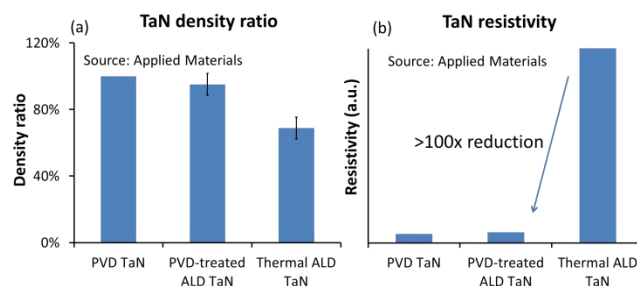 (a)
TaN density ratio
Source: Applied Materials
Density ratio
120%
80%
40%
0%
PVD TaN
PVD-treated
ALD TaN
Thermal ALD
TaN
(b)
TaN resistivity
Source: Applied Materials
Resistivity (a.u.)
>100x reduction
PVD TaN
PVD-treated
ALD TaN
Thermal ALD
TaN